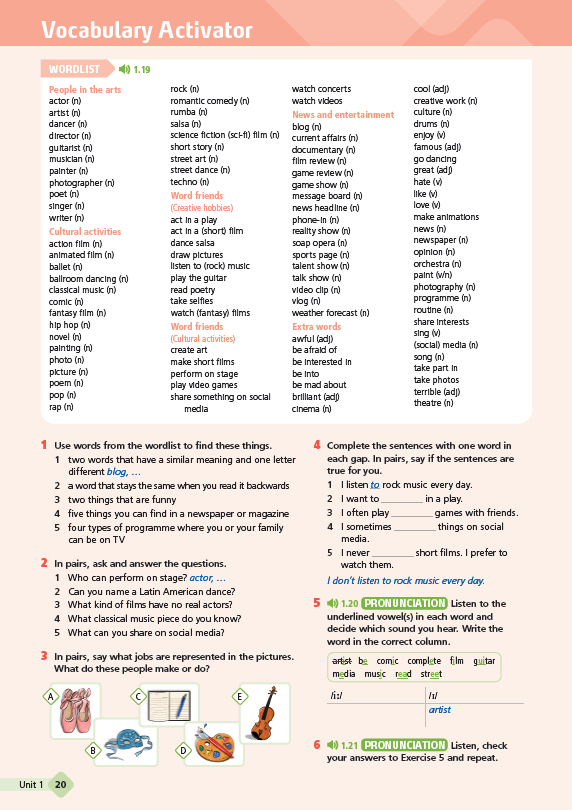 Vocabulary Activator
WORDLIST 1.19
People in the arts
actor (n)
artist (n)
dancer (n)
director (n)
guitarist (n)
musician (n)
painter (n)
photographer (n)
poet (n)
singer (n)
writer (n)
Cultural activities
action film (n)
animated film (n)
ballet (n)
ballroom dancing (n)
classical music (n)
comic (n)
fantasy film (n)
hip hop (n)
novel (n)
painting (n)
photo (n)
picture (n)
poem (n)
pop (n)
rap (n)
rock (n)
romantic comedy (n)
rumba (n)
salsa (n)
science fiction (sci-fi) film (n)
short story (n)
street art (n)
street dance (n)
techno (n)
Word friends
(Creative hobbies)
act in a play
act in a (short) film
dance salsa
draw pictures
listen to (rock) music
play the guitar
read poetry
take selfies
watch (fantasy) films
Word friends
(Cultural activities)
create art
make short films
perform on stage
play video games
share something on social
media
watch concerts
watch videos
News and entertainment
blog (n)
current affairs (n)
documentary (n)
film review (n)
game review (n)
game show (n)
message board (n)
news headline (n)
phone-in (n)
reality show (n)
soap opera (n)
sports page (n)
talent show (n)
talk show (n)
video clip (n)
vlog (n)
weather forecast (n)
Extra words
awful (adj)
be afraid of
be interested in
be into
be mad about
brilliant (adj)
cinema (n)
cool (adj)
creative work (n)
culture (n)
drums (n)
enjoy (v)
famous (adj)
go dancing
great (adj)
hate (v)
like (v)
love (v)
make animations
news (n)
newspaper (n)
opinion (n)
orchestra (n)
paint (v/n)
photography (n)
programme (n)
routine (n)
share interests
sing (v)
(social) media (n)
song (n)
take part in
take photos
terrible (adj)
theatre (n)
1 Use words from the wordlist to find these things.
1 two words that have a similar meaning and one letter
different blog, …
2 a word that stays the same when you read it backwards
3 two things that are funny
4 five things you can find in a newspaper or magazine
5 four types of programme where you or your family
can be on TV
2 In pairs, ask and answer the questions.
1 Who can perform on stage? actor, …
2 Can you name a Latin American dance?
3 What kind of films have no real actors?
4 What classical music piece do you know?
5 What can you share on social media?
3 In pairs, say what jobs are represented in the pictures.
What do these people make or do?
A
B
C
D
E
4 Complete the sentences with one word in
each gap. In pairs, say if the sentences are
true for you.
1 I listen to rock music every day.
2 I want to ________ in a play.
3 I often play ________ games with friends.
4 I sometimes ________ things on social
media.
5 I never ________ short films. I prefer to
watch them.
I don't listen to rock music every day.
5 1.20 PRONUNCIATION Listen to the
underlined vowel(s) in each word and
decide which sound you hear. Write the
word in the correct column.
artist be comic complete film guitar
media music read street
/iː/ /ɪ/
artist
6 1.21 PRONUNCIATION Listen, check
your answers to Exercise 5 and repeat.
Unit 1 20